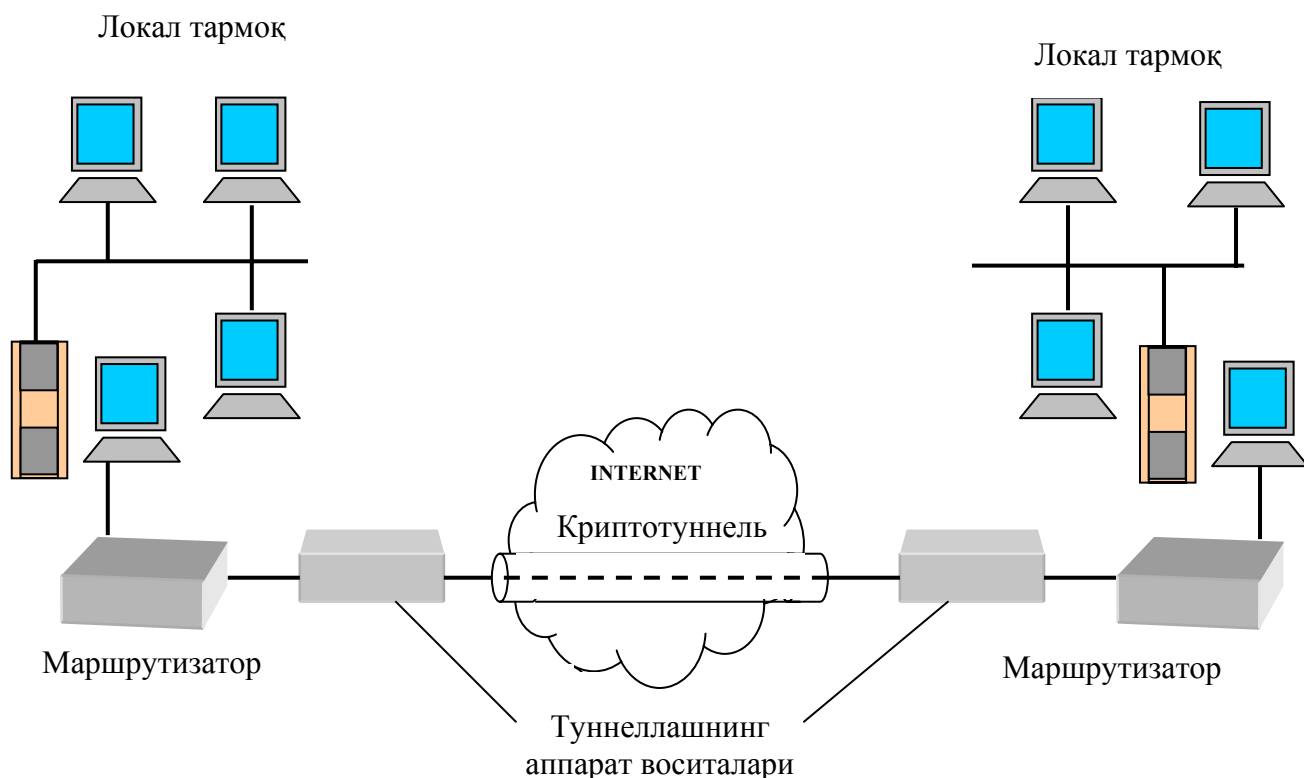 Локал тармоқ
Локал тармоқ
INTERNET
Криптотуннель
Маршрутизатор
Маршрутизатор
Туннеллашнинг
аппарат воситалари